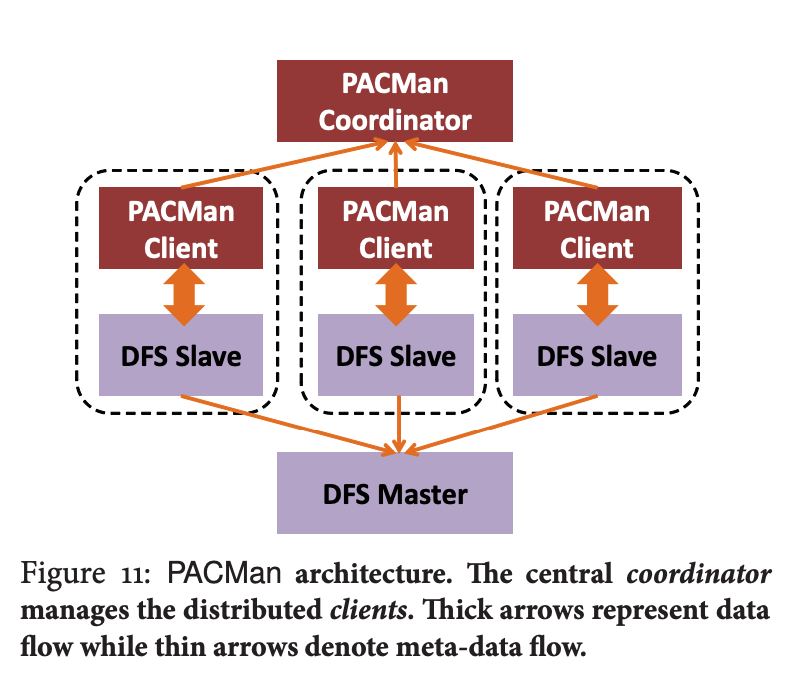 PACMan
Coordinator
PACMan
Client
PACMan
Client
PACMan
Client
DFS Slave
DFS Slave
DFS Slave
DFS Master
Figure 11: PACMan architecture. The central coordinator
manages the distributed clients. Thick arrows represent data
flow while thin arrows denote meta-data flow.